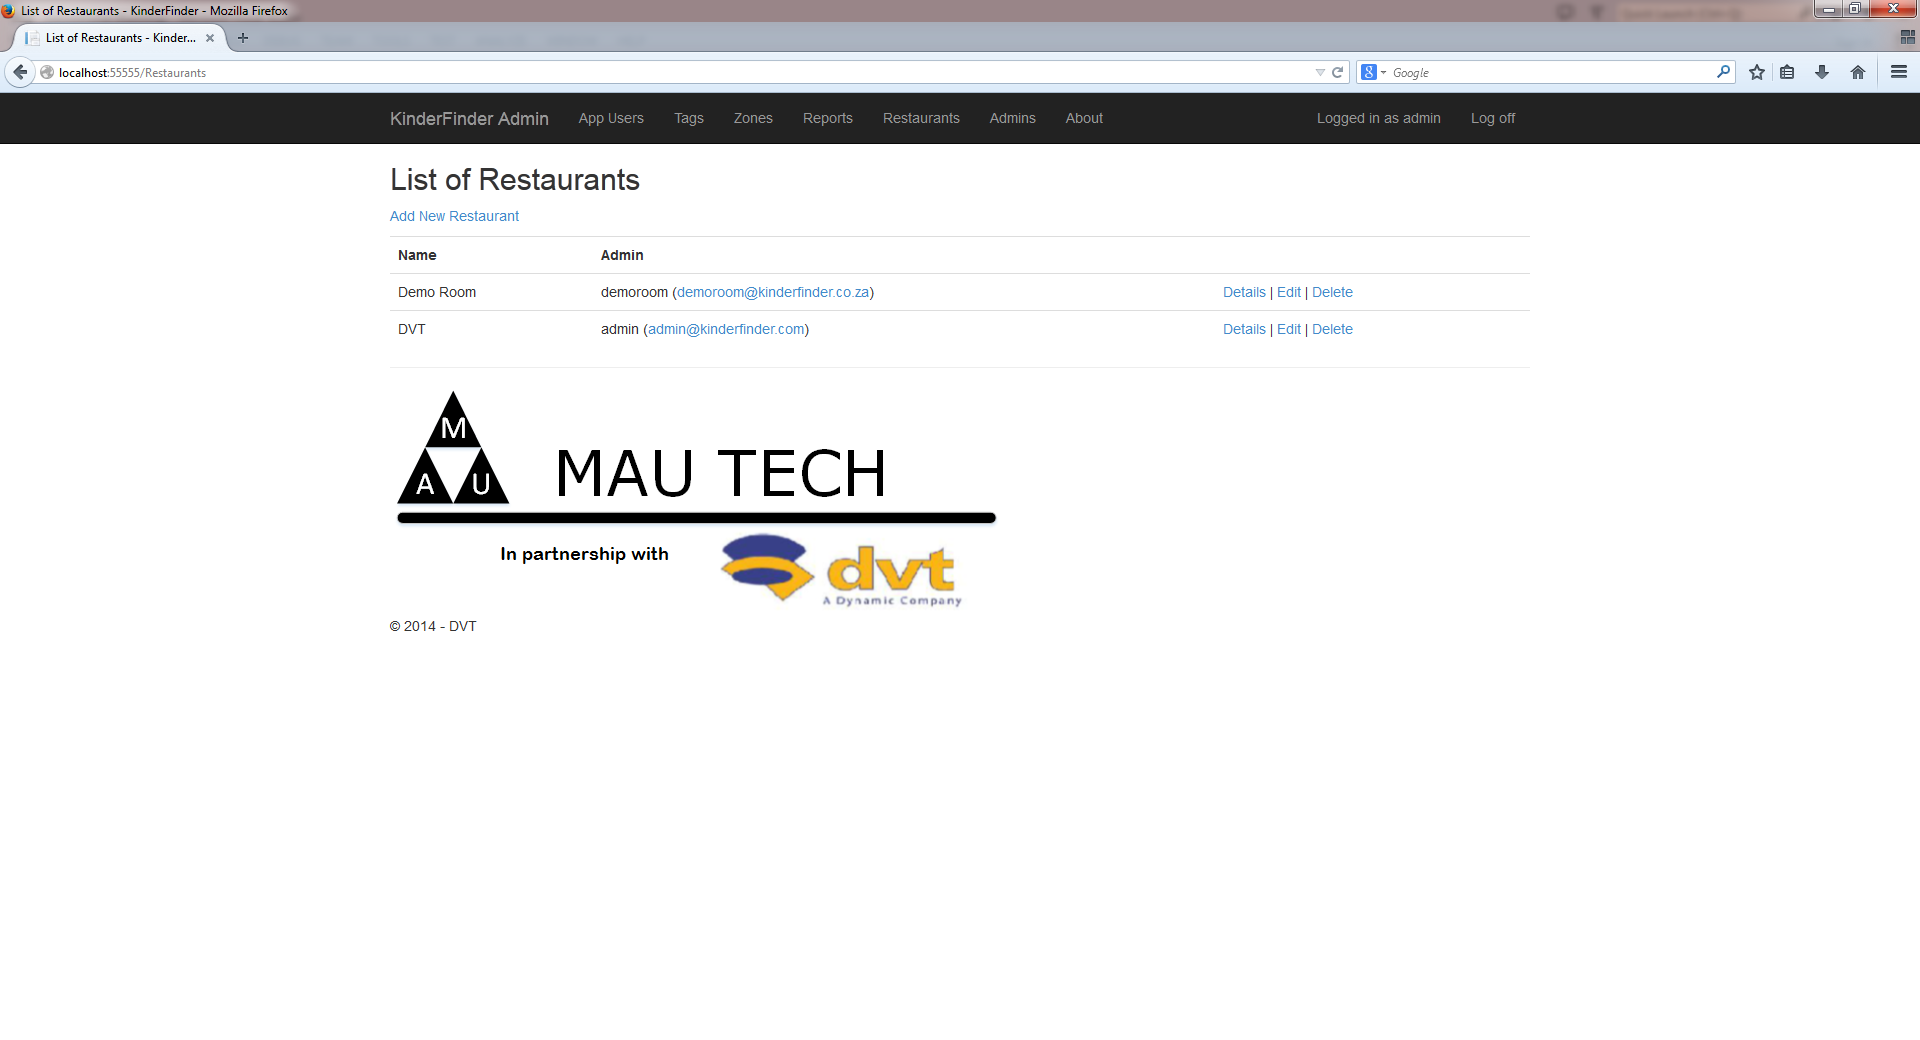 List of Restaurants - KinderFinder - Mozilla Firefox
List of Restaurants - Kinder...
localhost:55555/Restaurants
Google
KinderFinder Admin App Users Tags Zones Reports Restaurants Admins About Logged in as admin Log off
List of Restaurants
Add New Restaurant
Name Admin
Demo Room demoroom (demoroom@kinderfinder.co.za) Details | Edit | Delete
DVT admin (admin@kinderfinder.com) Details | Edit | Delete
M
A U
MAU TECH
In partnership with
dvt
A Dynamic Company
© 2014 - DVT